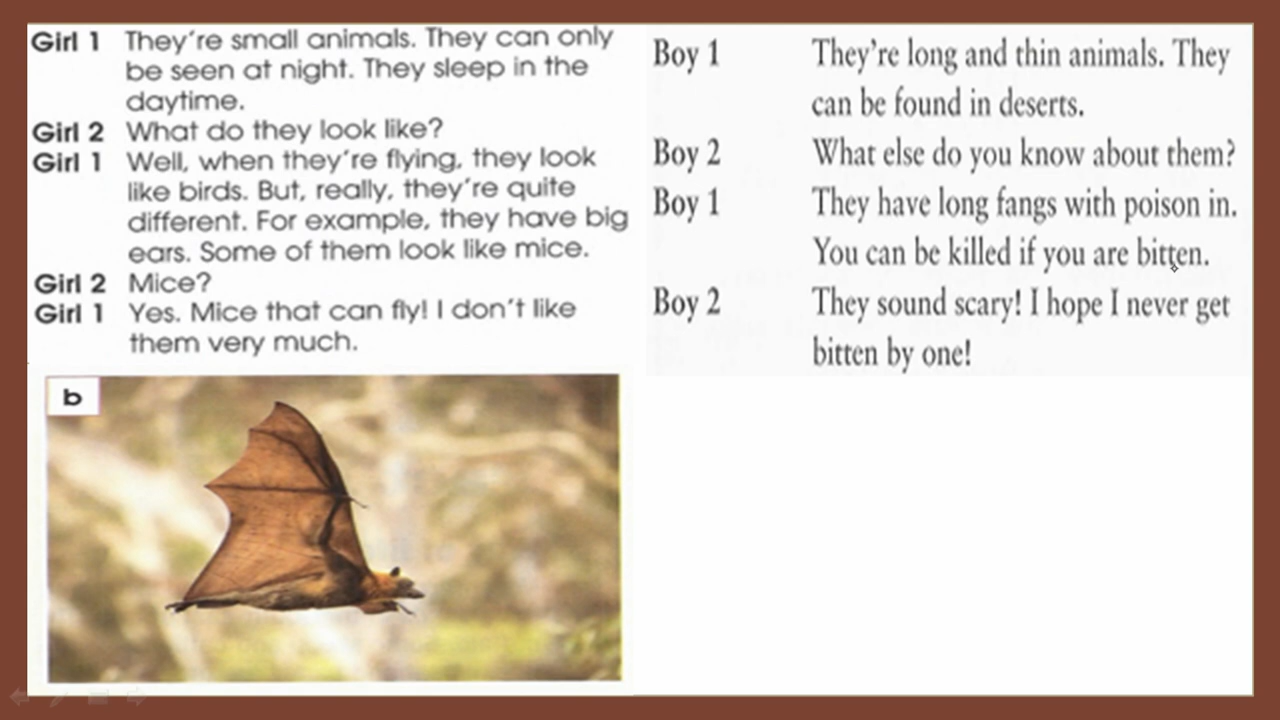 Girl 1 They're small animals. They can only
be seen at night. They sleep in the
daytime.
Girl 2 What do they look like?
Girl 1 Well, when they're flying, they look
like birds. But, really, they're quite
different. For example, they have big
ears. Some of them look like mice.
Girl 2 Mice?
Girl 1 Yes. Mice that can fly! I don't like
them very much.
b
Boy 1 They're long and thin animals. They
can be found in deserts.
Boy 2 What else do you know about them?
Boy 1 They have long fangs with poison in.
You can be killed if you are bitten.
Boy 2 They sound scary! I hope I never get
bitten by one!